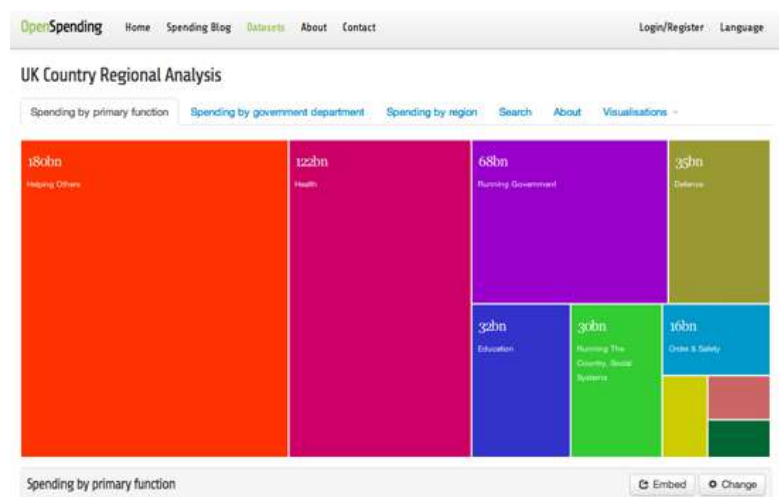 OpenSpending Home Spending Blog Datasets About Contact Login/Register Language
UK Country Regional Analysis
Spending by primary function Spending by government department Spending by region Search About Visualisations
180bn
Helping Others
122bn
Health
68bn
Running Government
35bn
Defense
32bn
Education
30bn
Running The
Country, Social
Systems
16bn
Order & Safety
Spending by primary function Embed Change